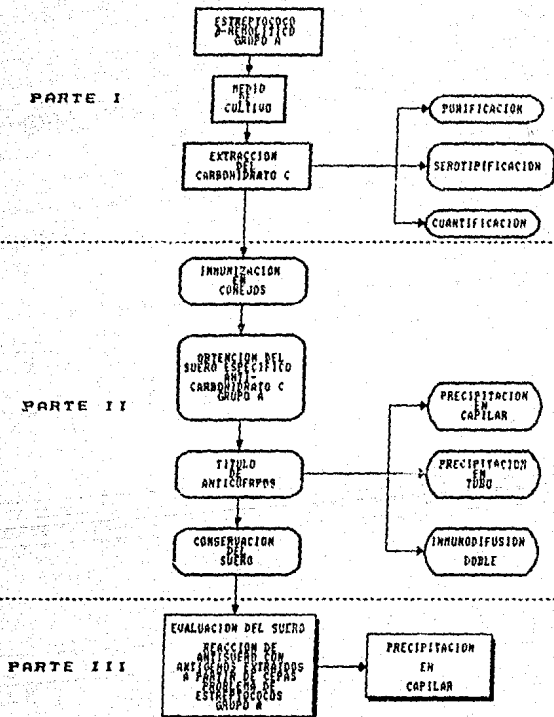 ESTREPTOCOCO
β-HEMOLITICO
GRUPO A
PARTE I
MEDIO
DE
CULTIVO
EXTRACCION
DEL
CARBOHIDRATO C
PURIFICACION
SEROTIPIFICACION
CUANTIFICACION
INMUNIZACION
EN
CONEJOS
PARTE II
OBTENCION DEL
SUERO ESPECIFICO
ANTI-
CARBOHIDRATO C
GRUPO A
TITULO
DE
ANTICUERPOS
PRECIPITACION
EN
CAPILAR
PRECIPITACION
EN
TUBO
INMUNODIFUSION
DOBLE
CONSERVACION
DEL
SUERO
PARTE III
EVALUACION DEL SUERO
REACCION DE
ANTISUERO CON
ANTIGENOS EXTRAIDOS
A PARTIR DE CEPAS
PROBLEMA DE
ESTREPTOCOCOS
GRUPO A
PRECIPITACION
EN
CAPILAR